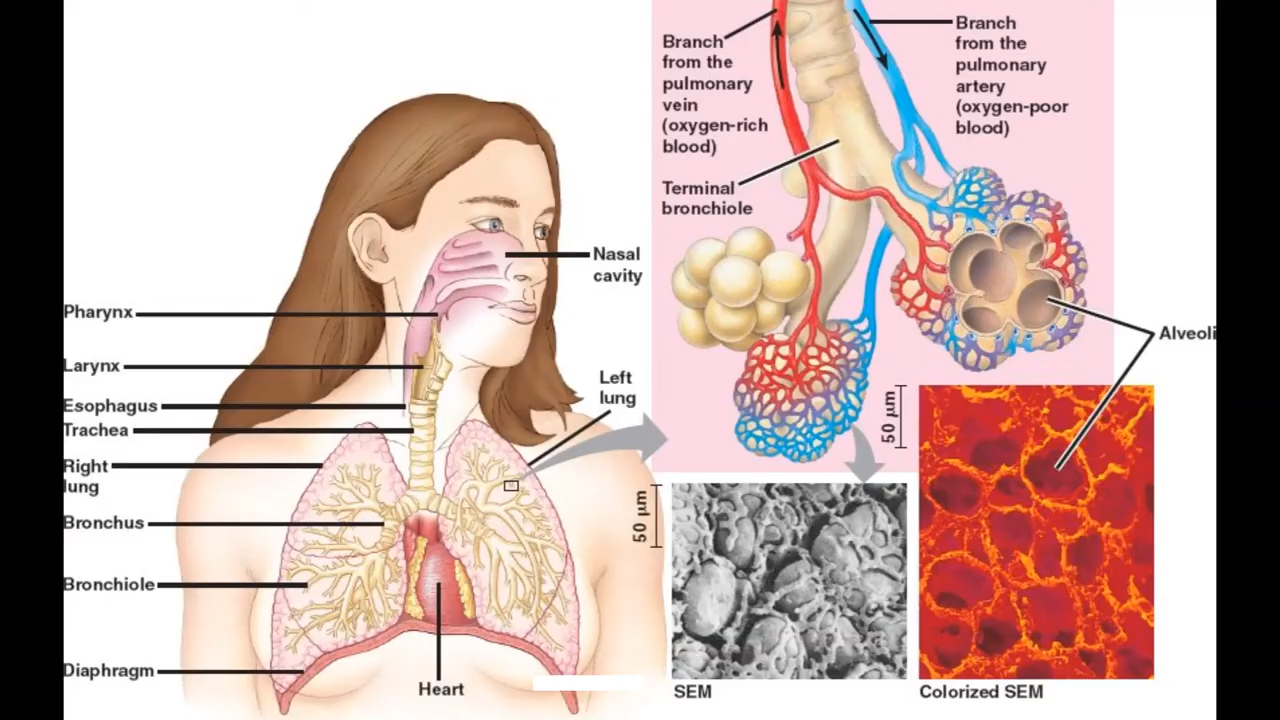 Nasal
cavity
Pharynx
Larynx
Esophagus
Trachea
Right
lung
Bronchus
Bronchiole
Diaphragm
Left
lung
Heart
Branch
from the
pulmonary
vein
(oxygen-rich
blood)
Terminal
bronchiole
Branch
from the
pulmonary
artery
(oxygen-poor
blood)
Alveoli
50 µm
50 µm
SEM
Colorized SEM